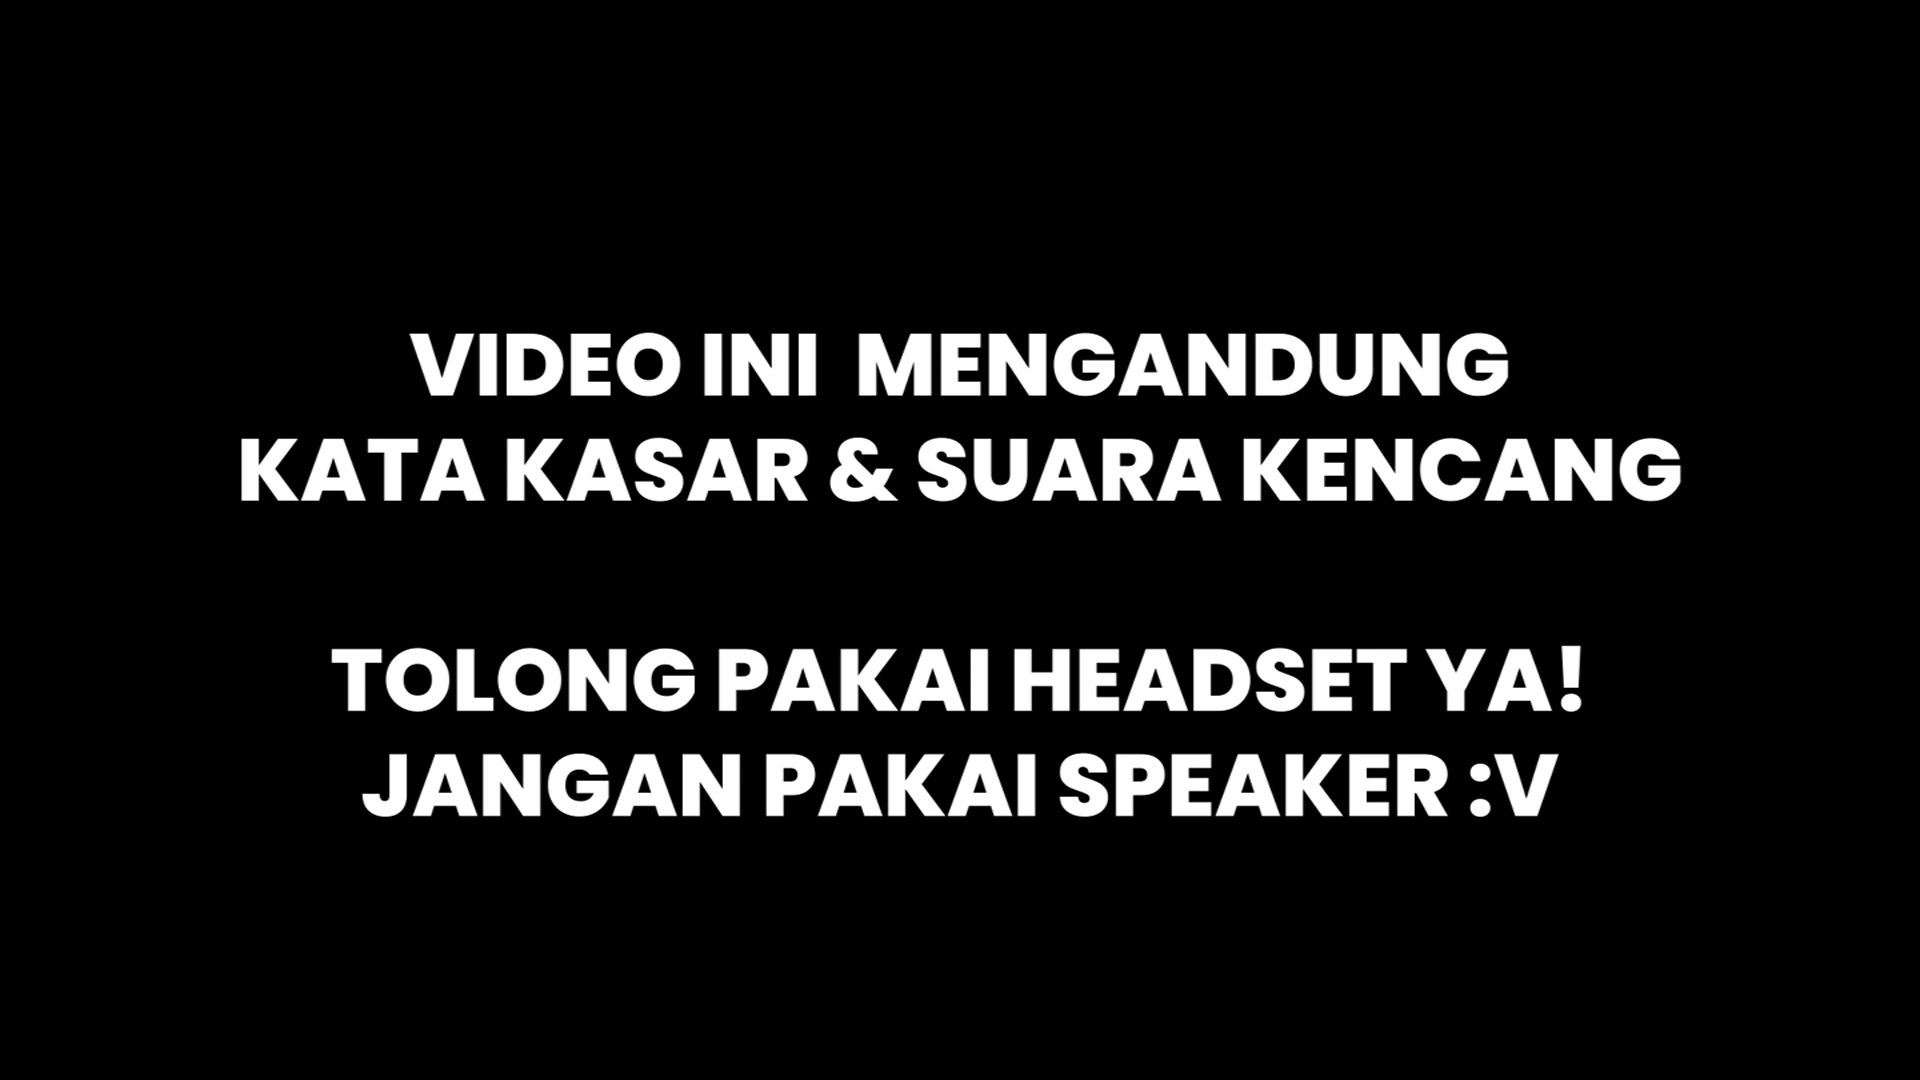 VIDEO INI  MENGANDUNG
KATA KASAR & SUARA KENCANG
TOLONG PAKAI HEADSET YA!
JANGAN PAKAI SPEAKER :V